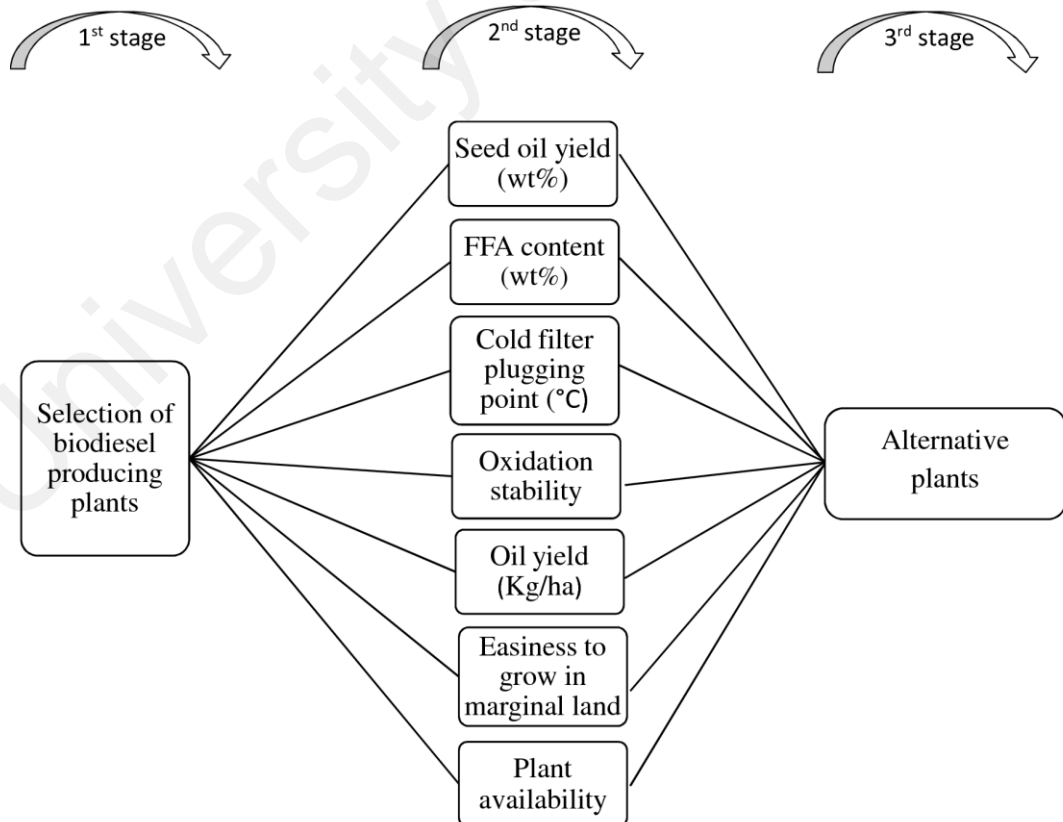 1st stage
2nd stage
3rd stage
University
Seed oil yield
(wt%)
FFA content
(wt%)
Cold filter
plugging
point (°C)
Selection of
biodiesel
producing
plants
Oxidation
stability
Alternative
plants
Oil yield
(Kg/ha)
Easiness to
grow in
marginal land
Plant
availability